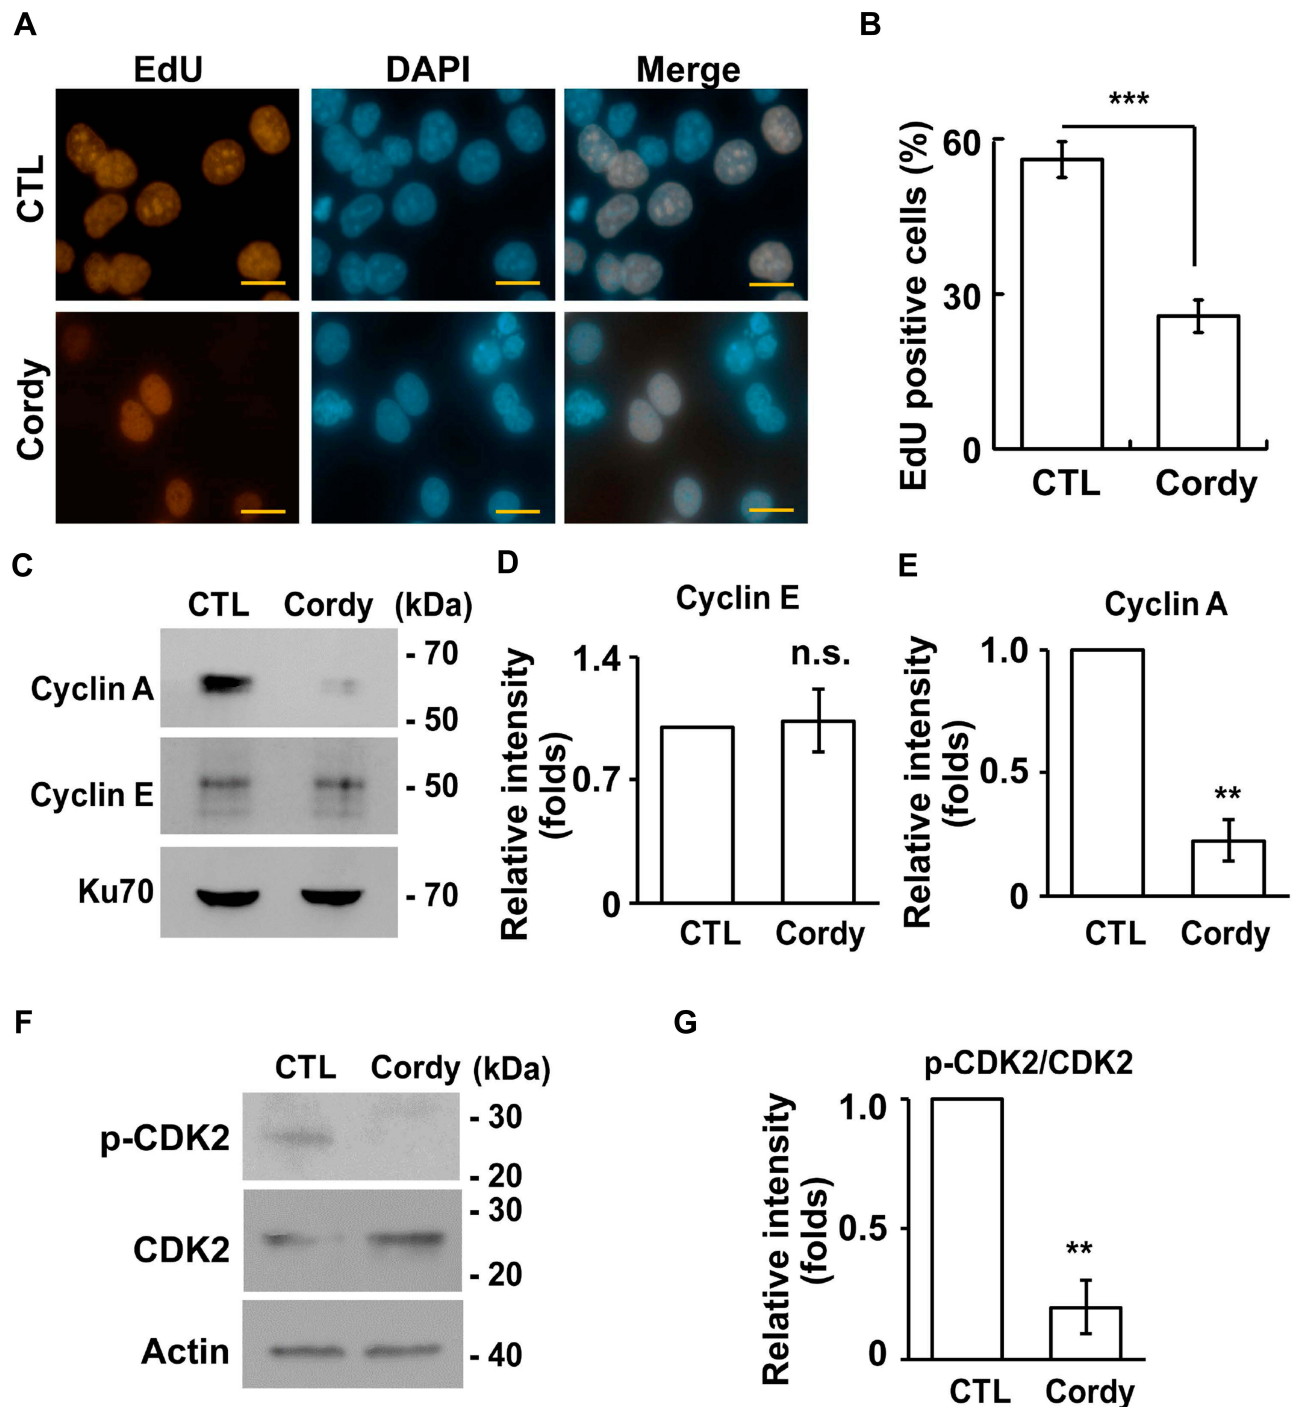 A
EdU DAPI Merge
CTL
Cordy
B
***
EdU positive cells (%)
60
30
0
CTL Cordy
C
CTL Cordy (kDa)
Cyclin A
- 70
- 50
Cyclin E
- 50
Ku70
- 70
D
Cyclin E
Relative intensity
(folds)
n.s.
1.4
0.7
0
CTL Cordy
E
Cyclin A
Relative intensity
(folds)
1.0
0.5
**
0
CTL Cordy
F
CTL Cordy (kDa)
p-CDK2
- 30
- 20
CDK2
- 30
- 20
Actin
- 40
G
p-CDK2/CDK2
Relative intensity
(folds)
1.0
0.5
**
0
CTL Cordy